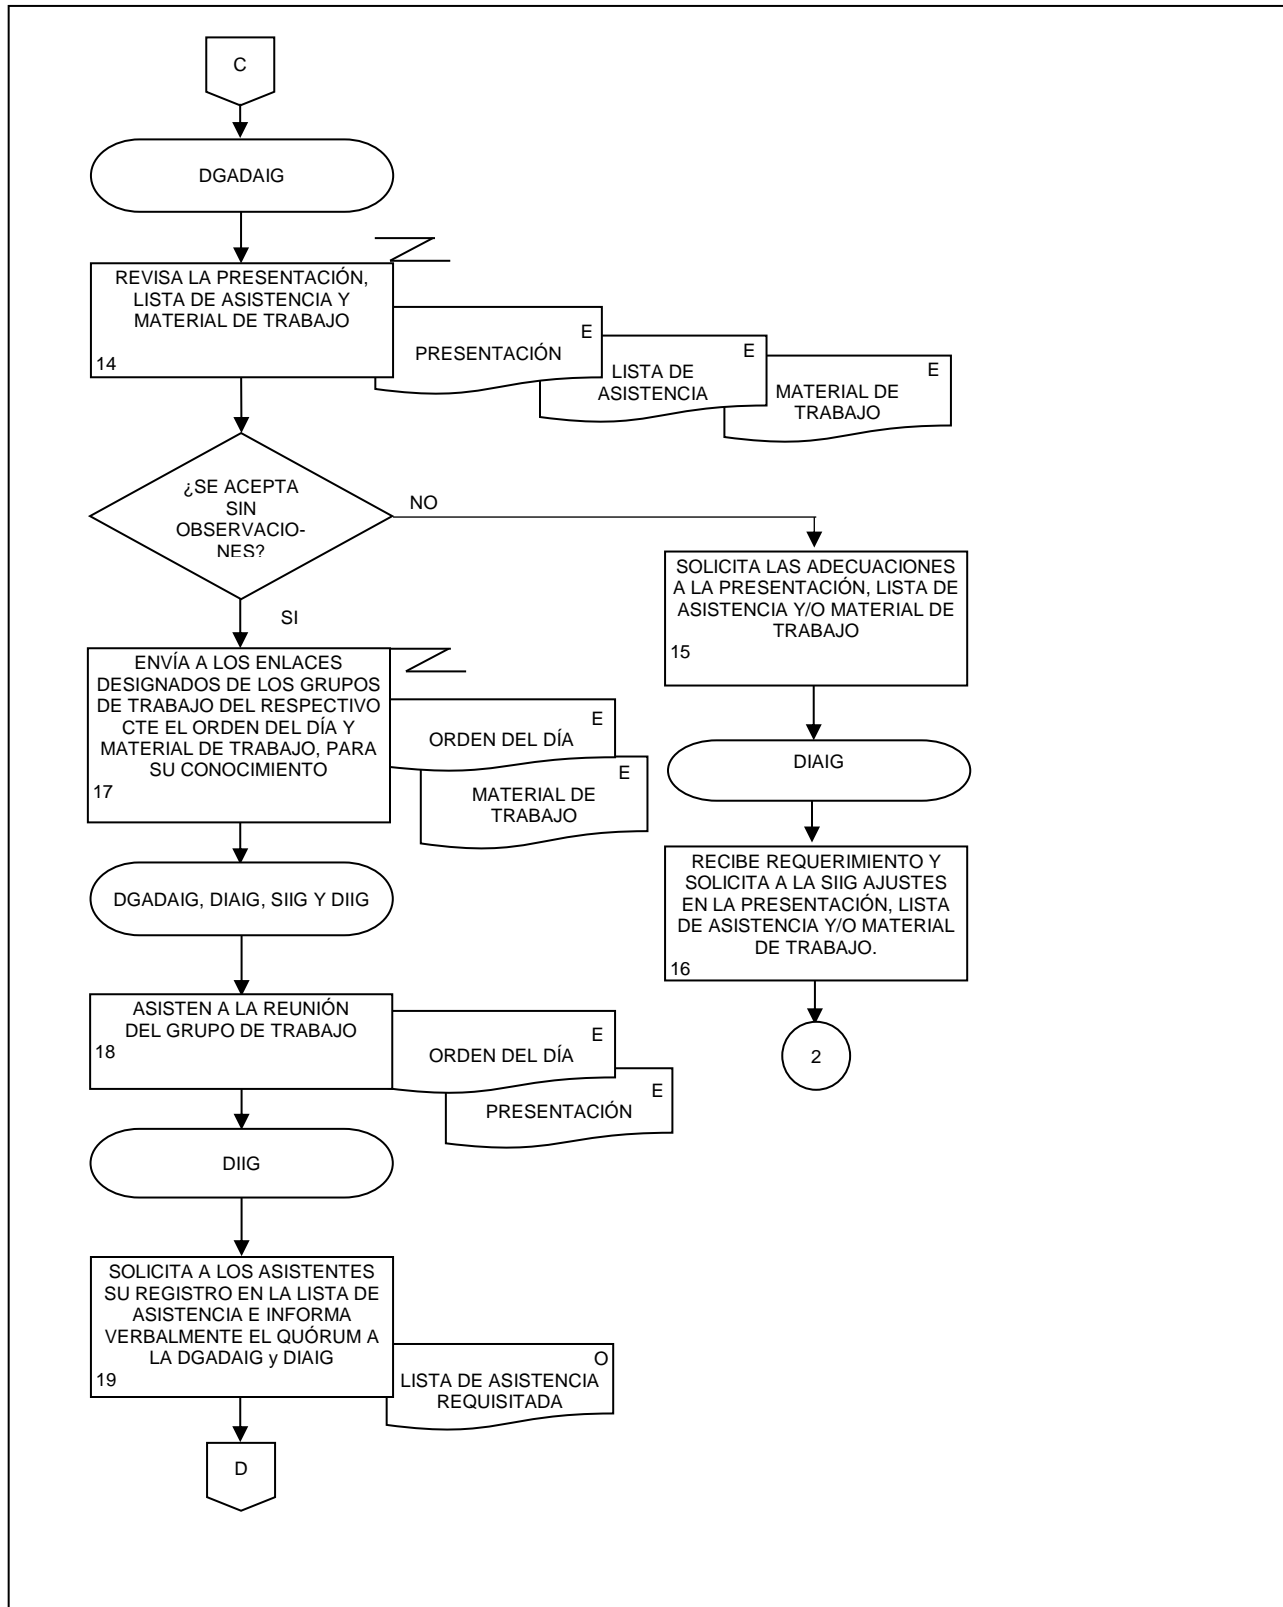 C
DGADAIG
REVISA LA PRESENTACIÓN,
LISTA DE ASISTENCIA Y
MATERIAL DE TRABAJO
14
E
PRESENTACIÓN
E
LISTA DE
ASISTENCIA
E
MATERIAL DE
TRABAJO
¿SE ACEPTA
SIN
OBSERVACIO-
NES?
NO
SI
SOLICITA LAS ADECUACIONES
A LA PRESENTACIÓN, LISTA DE
ASISTENCIA Y/O MATERIAL DE
TRABAJO
15
DIAIG
RECIBE REQUERIMIENTO Y
SOLICITA A LA SIIG AJUSTES
EN LA PRESENTACIÓN, LISTA
DE ASISTENCIA Y/O MATERIAL
DE TRABAJO.
16
2
ENVÍA A LOS ENLACES
DESIGNADOS DE LOS GRUPOS
DE TRABAJO DEL RESPECTIVO
CTE EL ORDEN DEL DÍA Y
MATERIAL DE TRABAJO, PARA
SU CONOCIMIENTO
17
E
ORDEN DEL DÍA
E
MATERIAL DE
TRABAJO
DGADAIG, DIAIG, SIIG Y DIIG
ASISTEN A LA REUNIÓN
DEL GRUPO DE TRABAJO
18
E
ORDEN DEL DÍA
E
PRESENTACIÓN
DIIG
SOLICITA A LOS ASISTENTES
SU REGISTRO EN LA LISTA DE
ASISTENCIA E INFORMA
VERBALMENTE EL QUÓRUM A
LA DGADAIG y DIAIG
19
O
LISTA DE ASISTENCIA
REQUISITADA
D